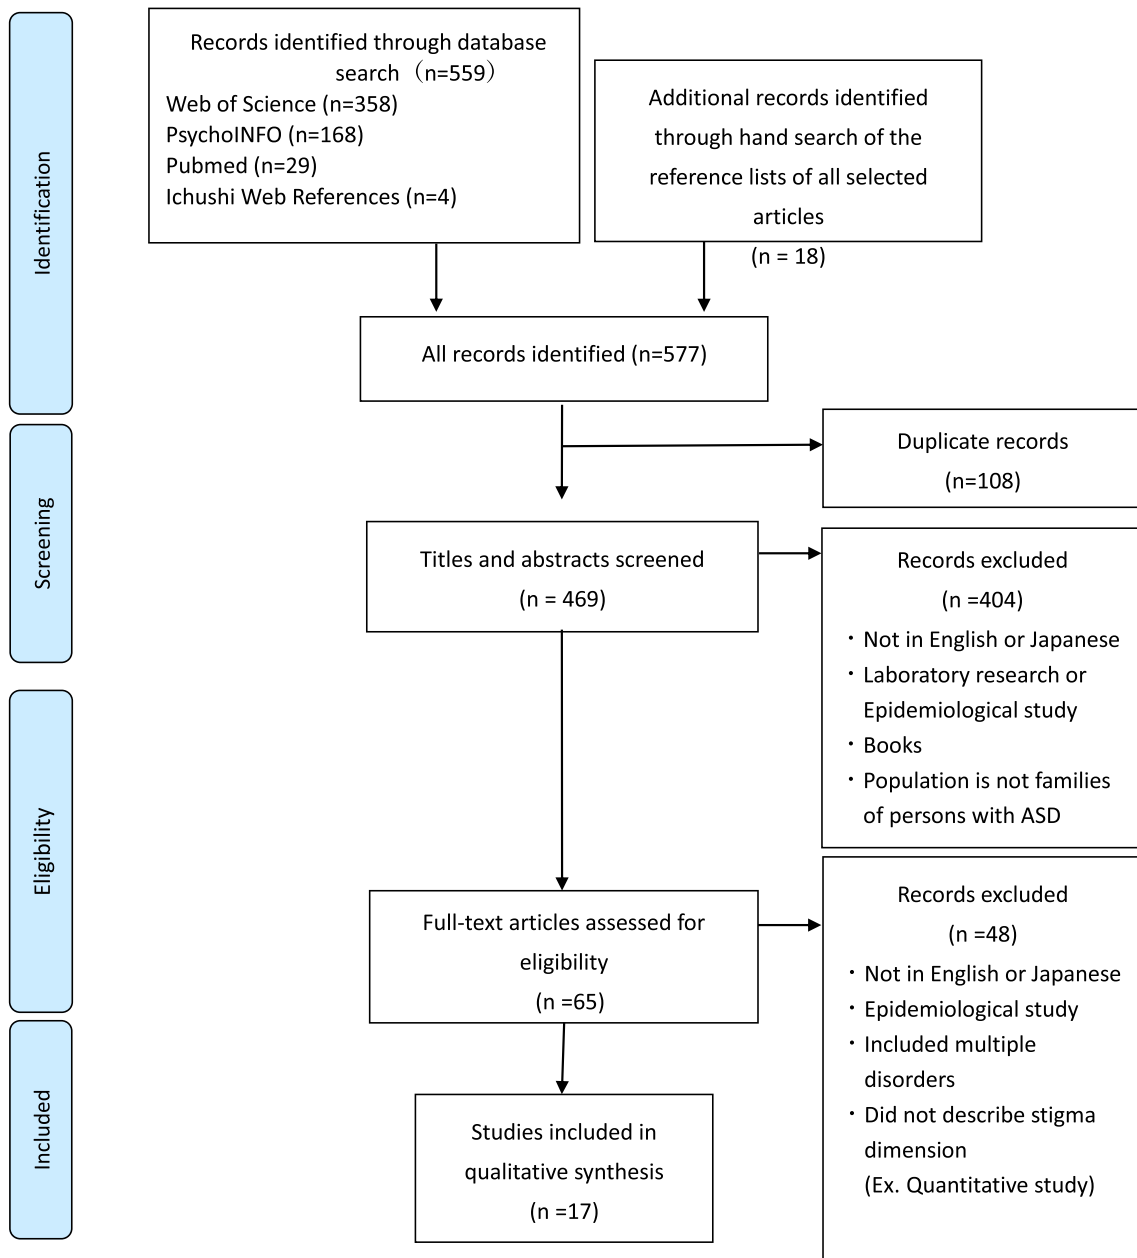 Identification
Records identified through database
search（n=559）
Web of Science (n=358)
PsychoINFO (n=168)
Pubmed (n=29)
Ichushi Web References (n=4)
Additional records identified
through hand search of the
reference lists of all selected
articles
(n = 18)
All records identified (n=577)
Screening
Duplicate records
(n=108)
Titles and abstracts screened
(n = 469)
Records excluded
(n =404)
・Not in English or Japanese
・Laboratory research or
Epidemiological study
・Books
・Population is not families
of persons with ASD
Eligibility
Full-text articles assessed for
eligibility
(n =65)
Records excluded
(n =48)
・Not in English or Japanese
・Epidemiological study
・Included multiple
disorders
・Did not describe stigma
dimension
(Ex. Quantitative study)
Included
Studies included in
qualitative synthesis
(n =17)